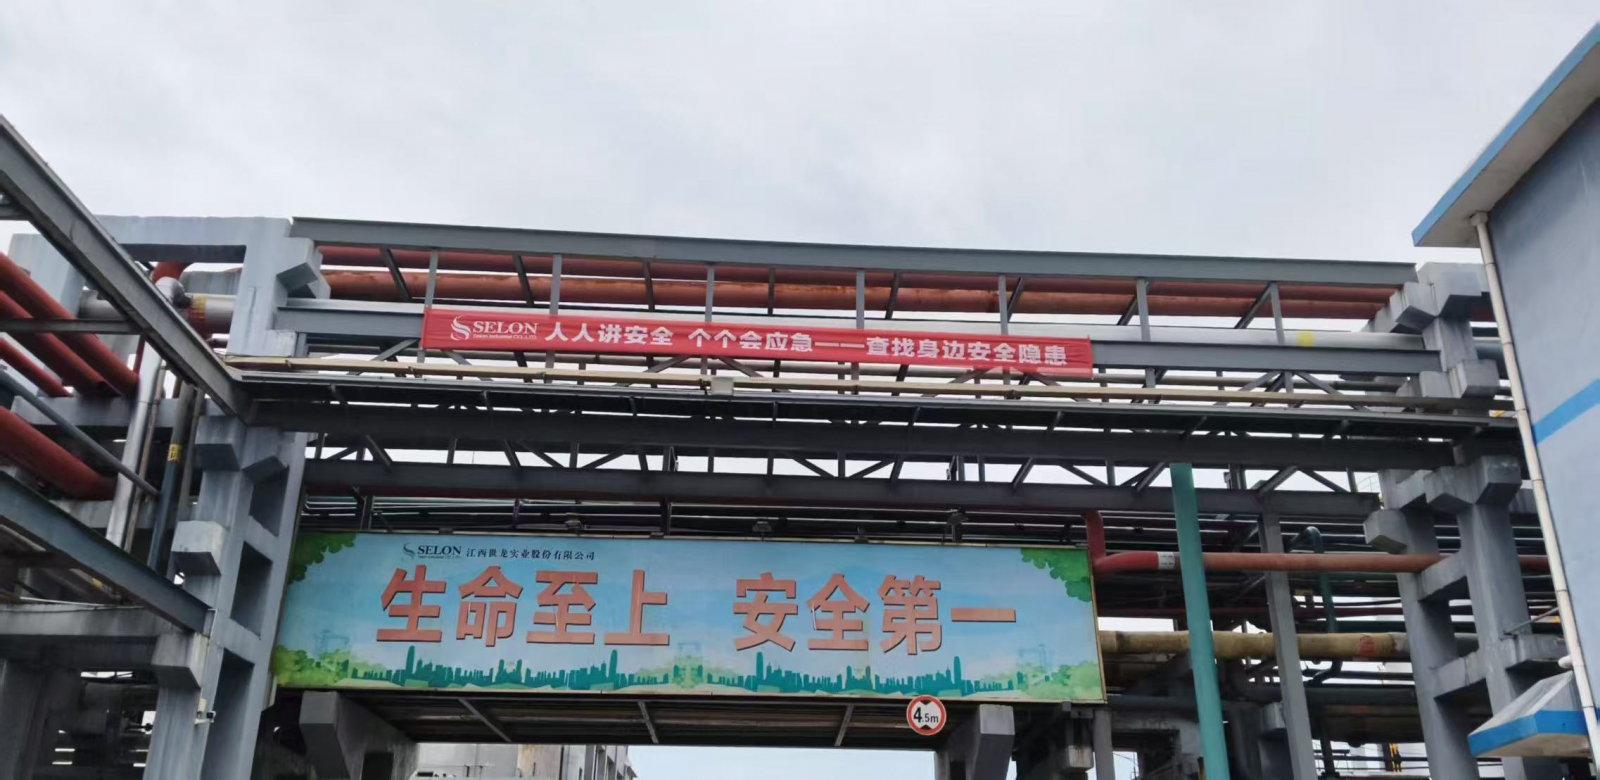 SELON 人人讲安全 个个会应急——查找身边安全隐患
SELON 江西世龙实业股份有限公司
生命至上 安全第一
4.5m